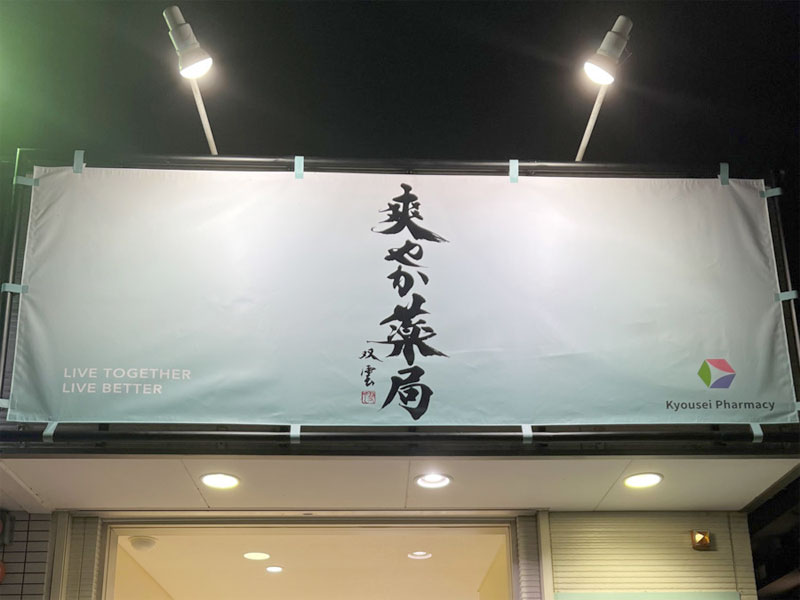 爽やか薬局
双雲
LIVE TOGETHER
LIVE BETTER
Kyousei Pharmacy